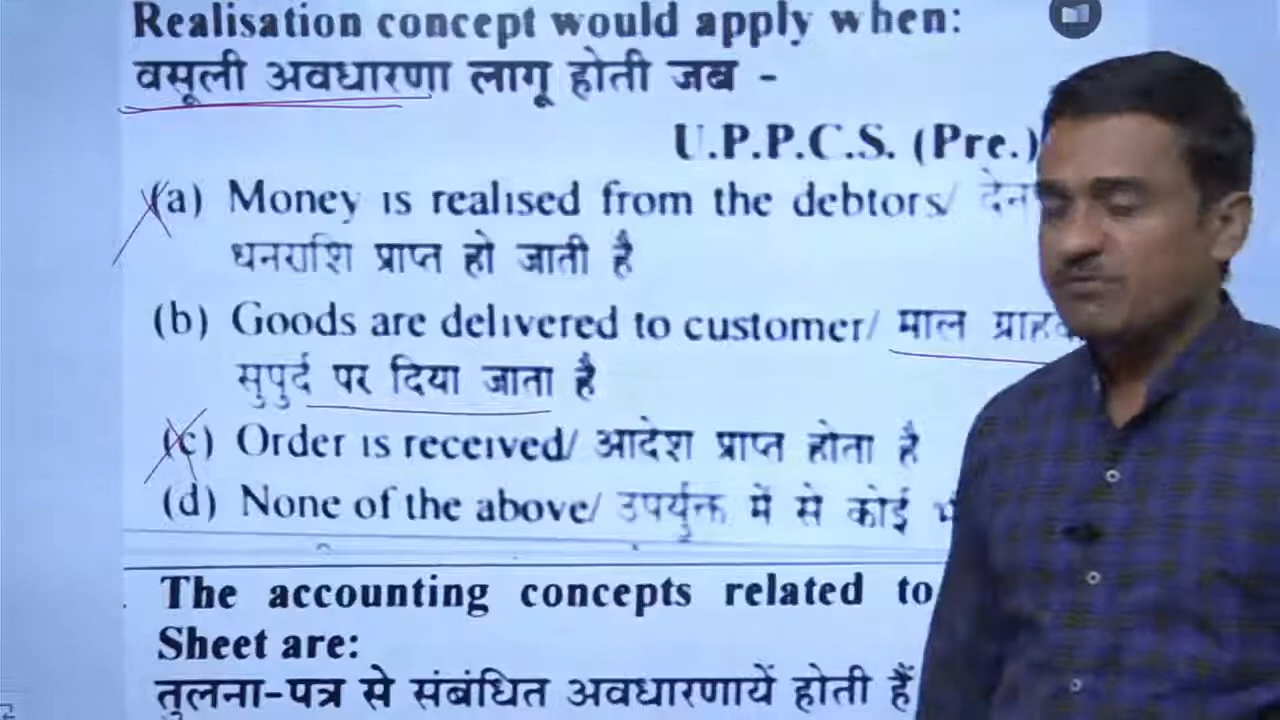 Realisation concept would apply when:
वसूली अवधारणा लागू होती जब -
U.P.P.C.S. (Pre.)
(a) Money is realised from the debtors/
धनराशि प्राप्त हो जाती है
(b) Goods are delivered to customer/ माल
सुपुर्द पर दिया जाता है
(c) Order is received/ आदेश प्राप्त होता है
(d) None of the above/ उपर्युक्त में से कोई
The accounting concepts related to
Sheet are:
तुलना-पत्र से संबंधित अवधारणायें होती हैं